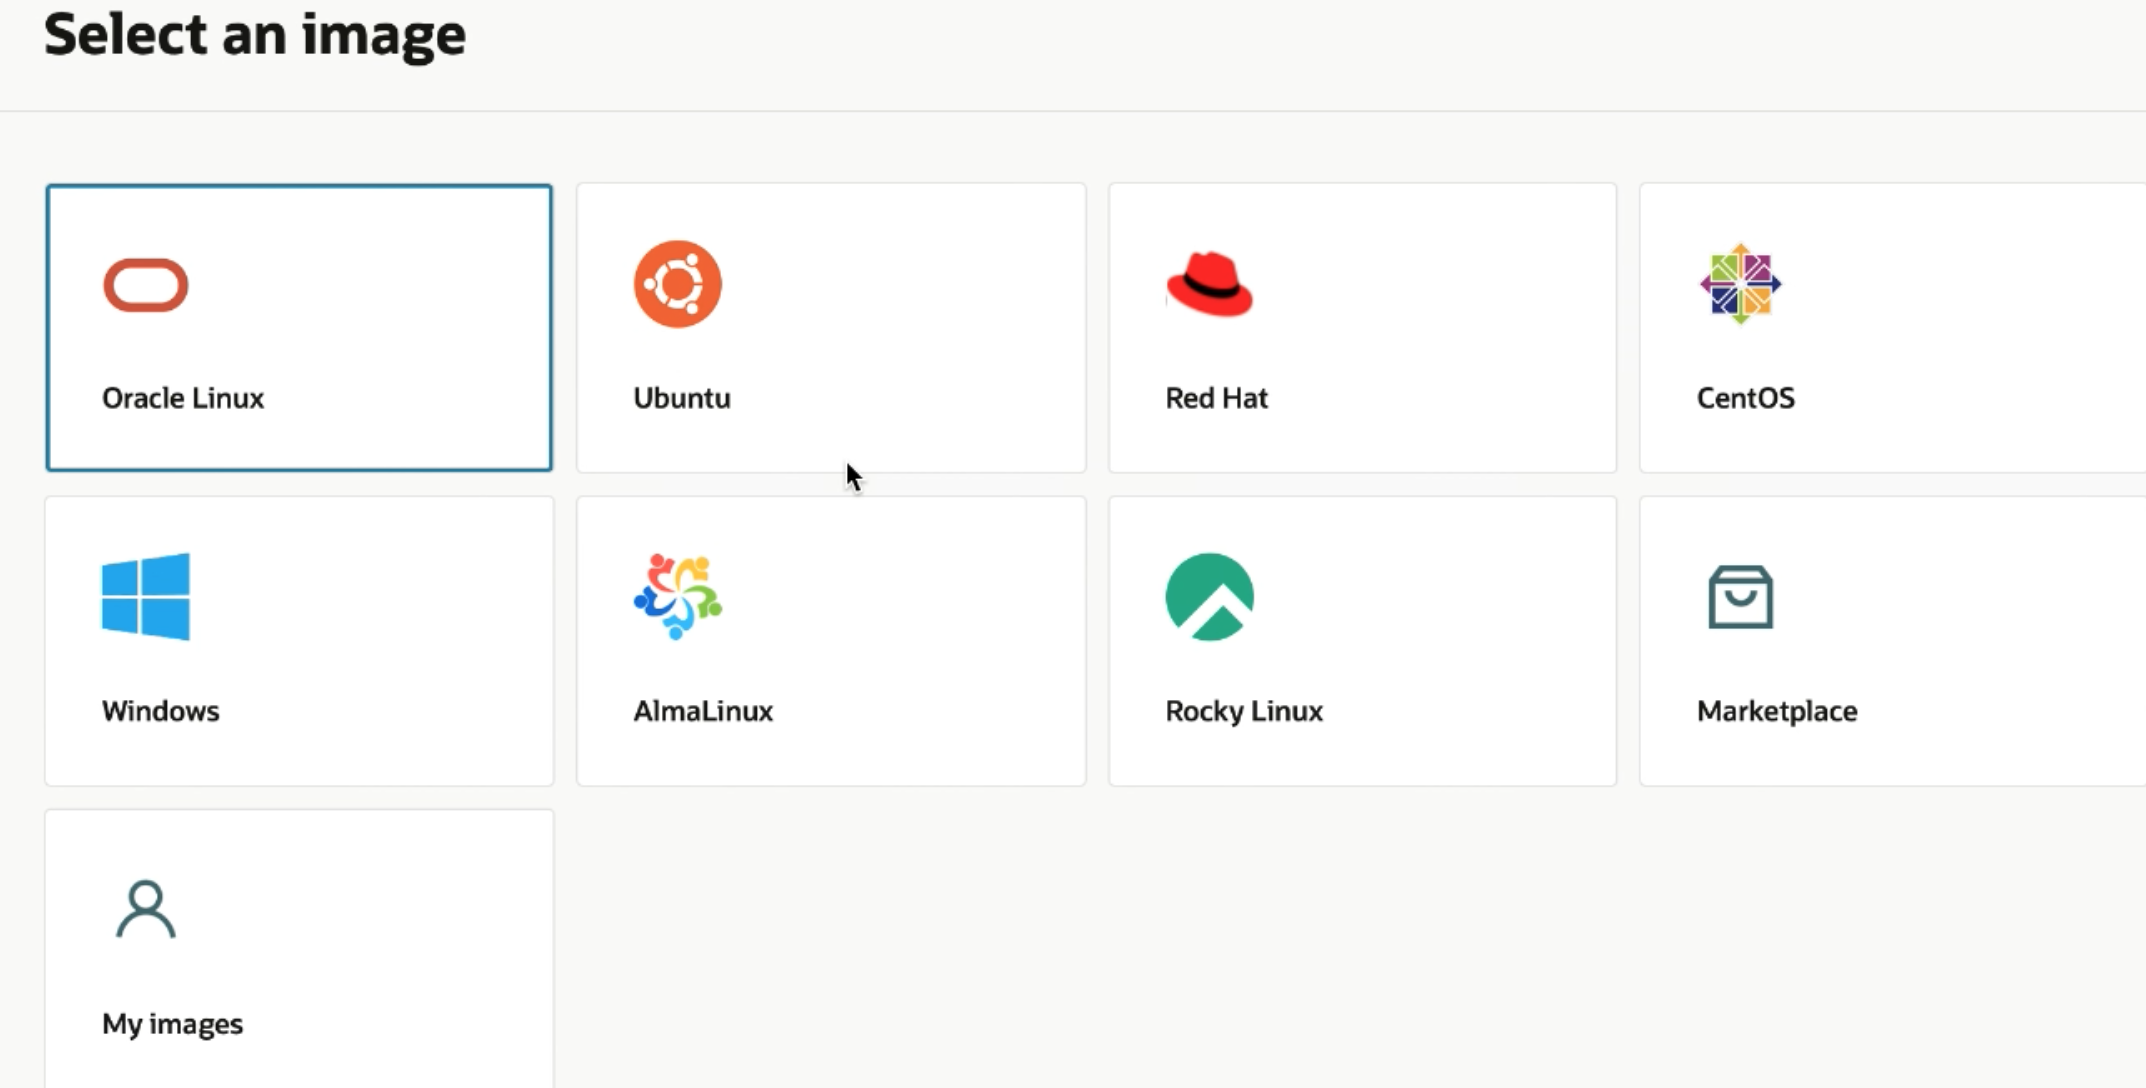 Select an image
Oracle Linux
Ubuntu
Red Hat
CentOS
Windows
AlmaLinux
Rocky Linux
Marketplace
My images